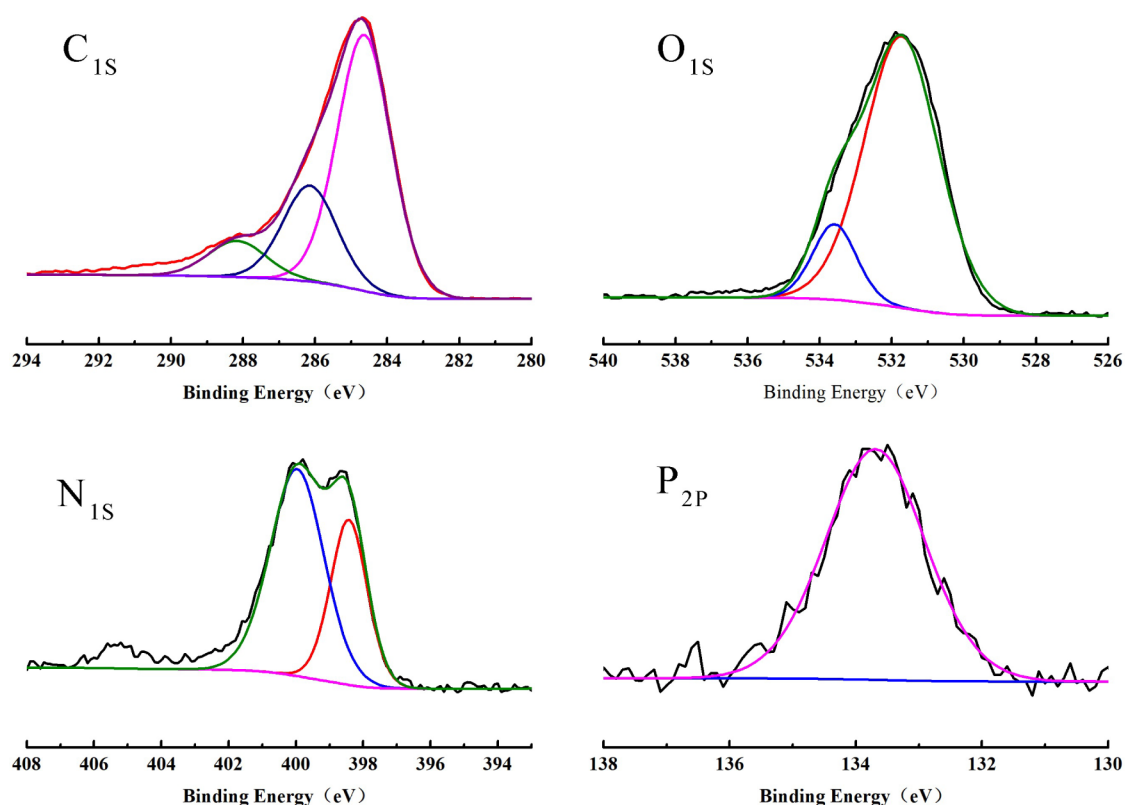 C1S
294 292 290 288 286 284 282 280
Binding Energy（eV）
O1S
540 538 536 534 532 530 528 526
Binding Energy（eV）
N1S
408 406 404 402 400 398 396 394
Binding Energy（eV）
P2P
138 136 134 132 130
Binding Energy（eV）